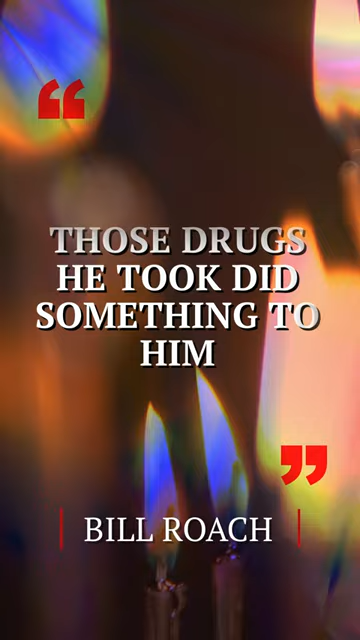 “
THOSE DRUGS
HE TOOK DID
SOMETHING TO
HIM
”
BILL ROACH